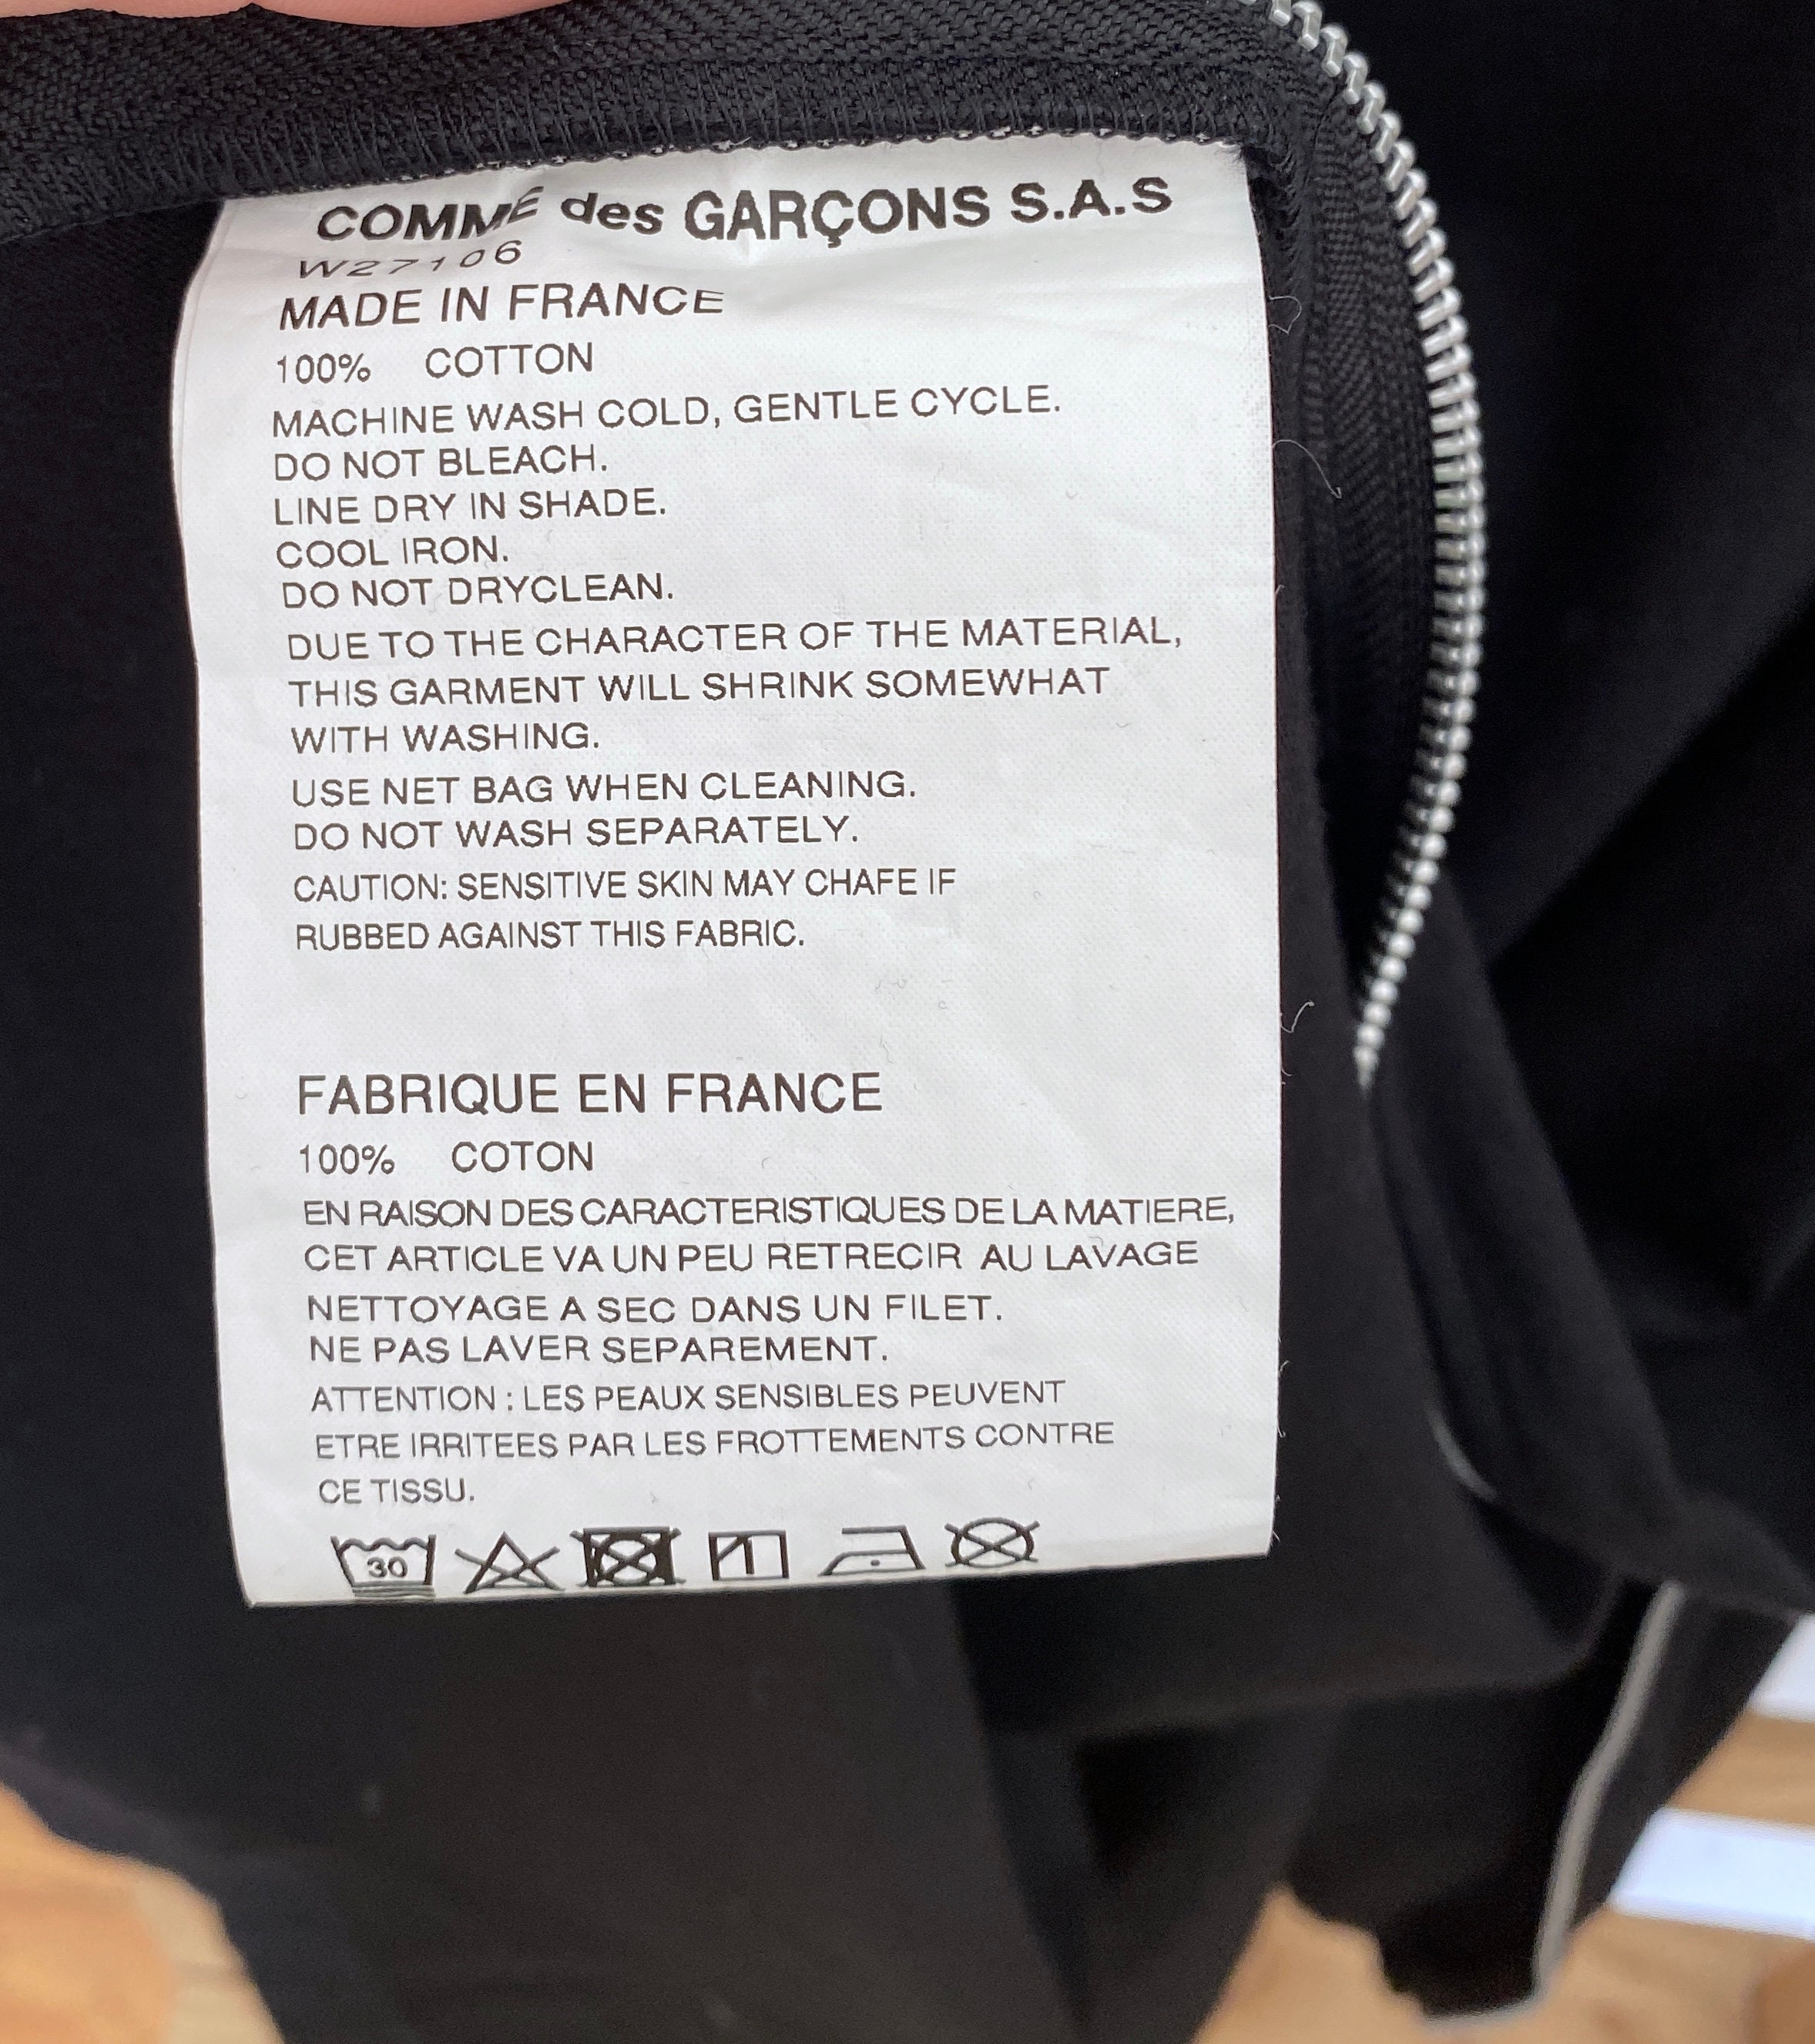 COMME des GARÇONS S.A.S
W27106
MADE IN FRANCE
100% COTTON
MACHINE WASH COLD, GENTLE CYCLE.
DO NOT BLEACH.
LINE DRY IN SHADE.
COOL IRON.
DO NOT DRYCLEAN.
DUE TO THE CHARACTER OF THE MATERIAL,
THIS GARMENT WILL SHRINK SOMEWHAT
WITH WASHING.
USE NET BAG WHEN CLEANING.
DO NOT WASH SEPARATELY.
CAUTION: SENSITIVE SKIN MAY CHAFE IF
RUBBED AGAINST THIS FABRIC.
FABRIQUE EN FRANCE
100% COTON
EN RAISON DES CARACTERISTIQUES DE LA MATIERE,
CET ARTICLE VA UN PEU RETRECIR AU LAVAGE
NETTOYAGE A SEC DANS UN FILET.
NE PAS LAVER SEPAREMENT.
ATTENTION : LES PEAUX SENSIBLES PEUVENT
ETRE IRRITEES PAR LES FROTTEMENTS CONTRE
CE TISSU.
30